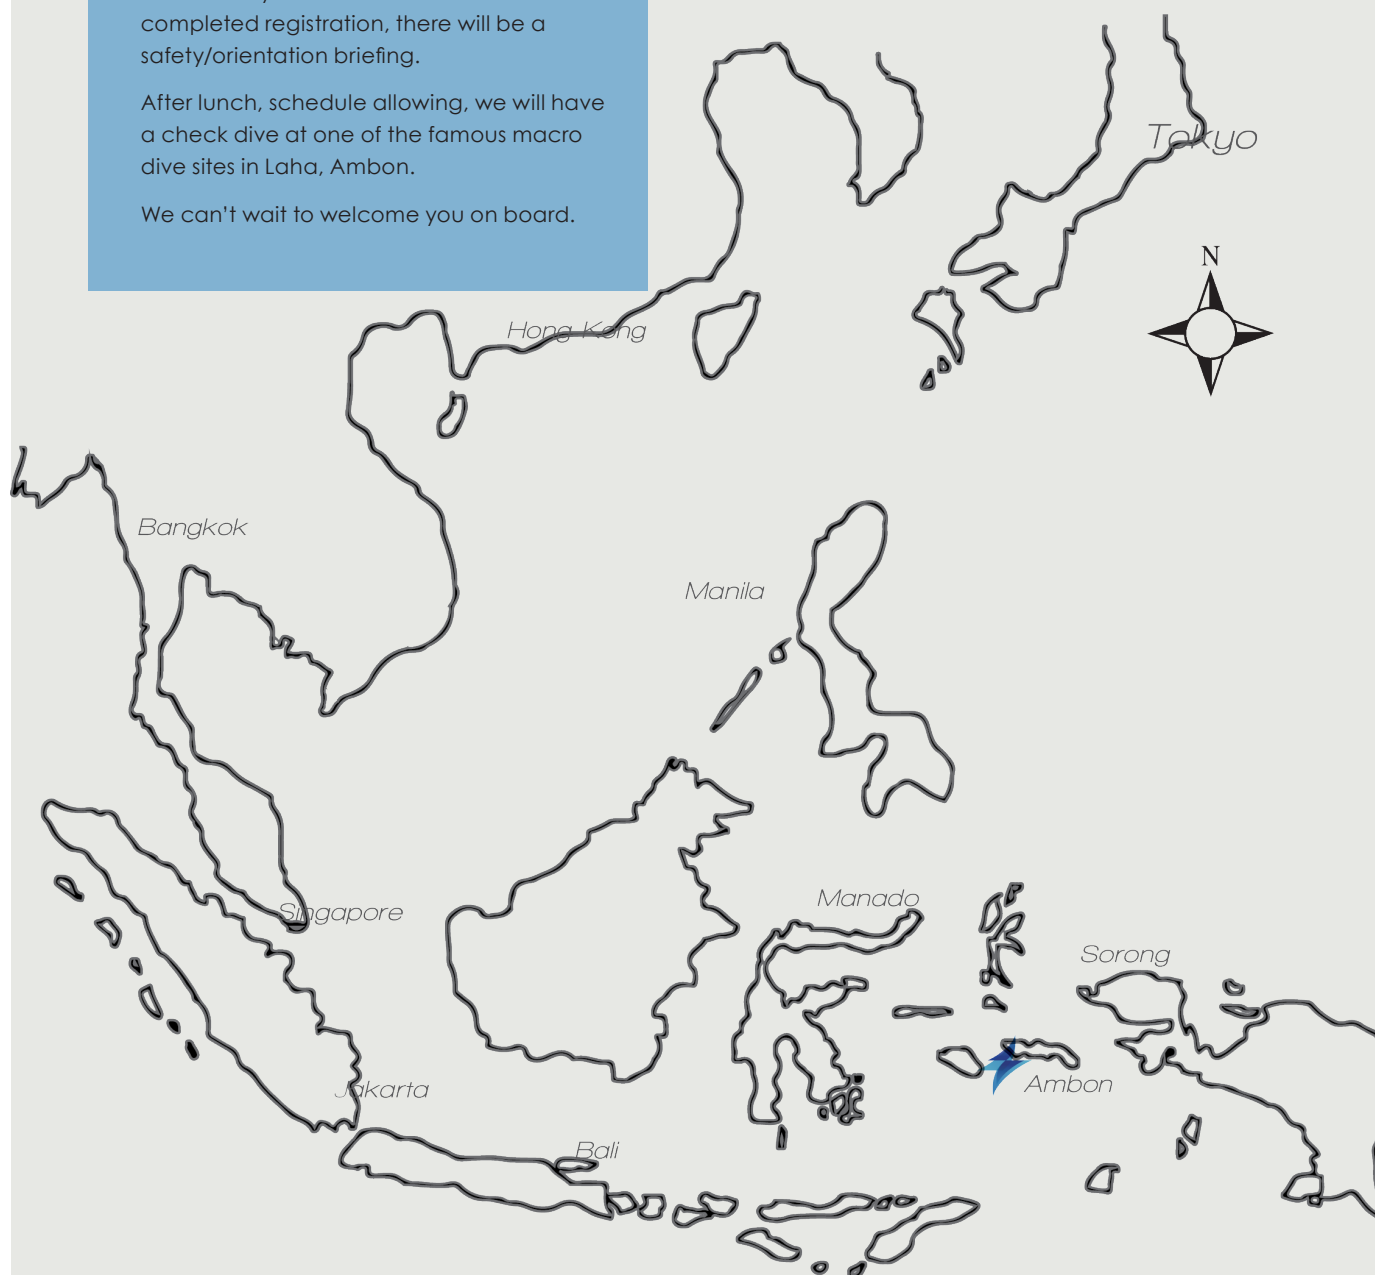 completed registration, there will be a
safety/orientation briefing.
After lunch, schedule allowing, we will have
a check dive at one of the famous macro
dive sites in Laha, Ambon.
We can't wait to welcome you on board.
Tokyo
N
Hong Kong
Bangkok
Manila
Manado
Singapore
Sorong
Ambon
Jakarta
Bali